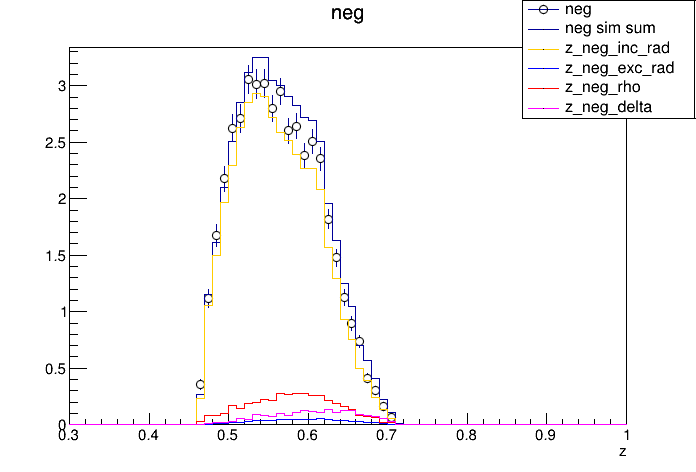 neg
neg
neg sim sum
z_neg_inc_rad
z_neg_exc_rad
z_neg_rho
z_neg_delta
3
2.5
2
1.5
1
0.5
0
0.3 0.4 0.5 0.6 0.7 0.8 0.9 1
z